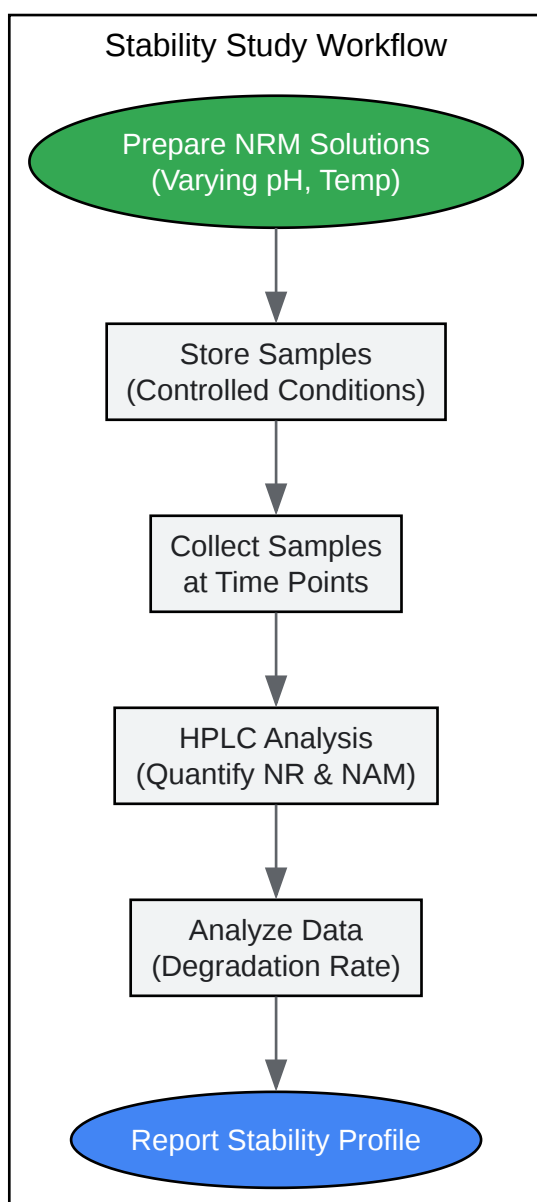 Stability Study Workflow
Prepare NRM Solutions
(Varying pH, Temp)
Store Samples
(Controlled Conditions)
Collect Samples
at Time Points
HPLC Analysis
(Quantify NR & NAM)
Analyze Data
(Degradation Rate)
Report Stability Profile